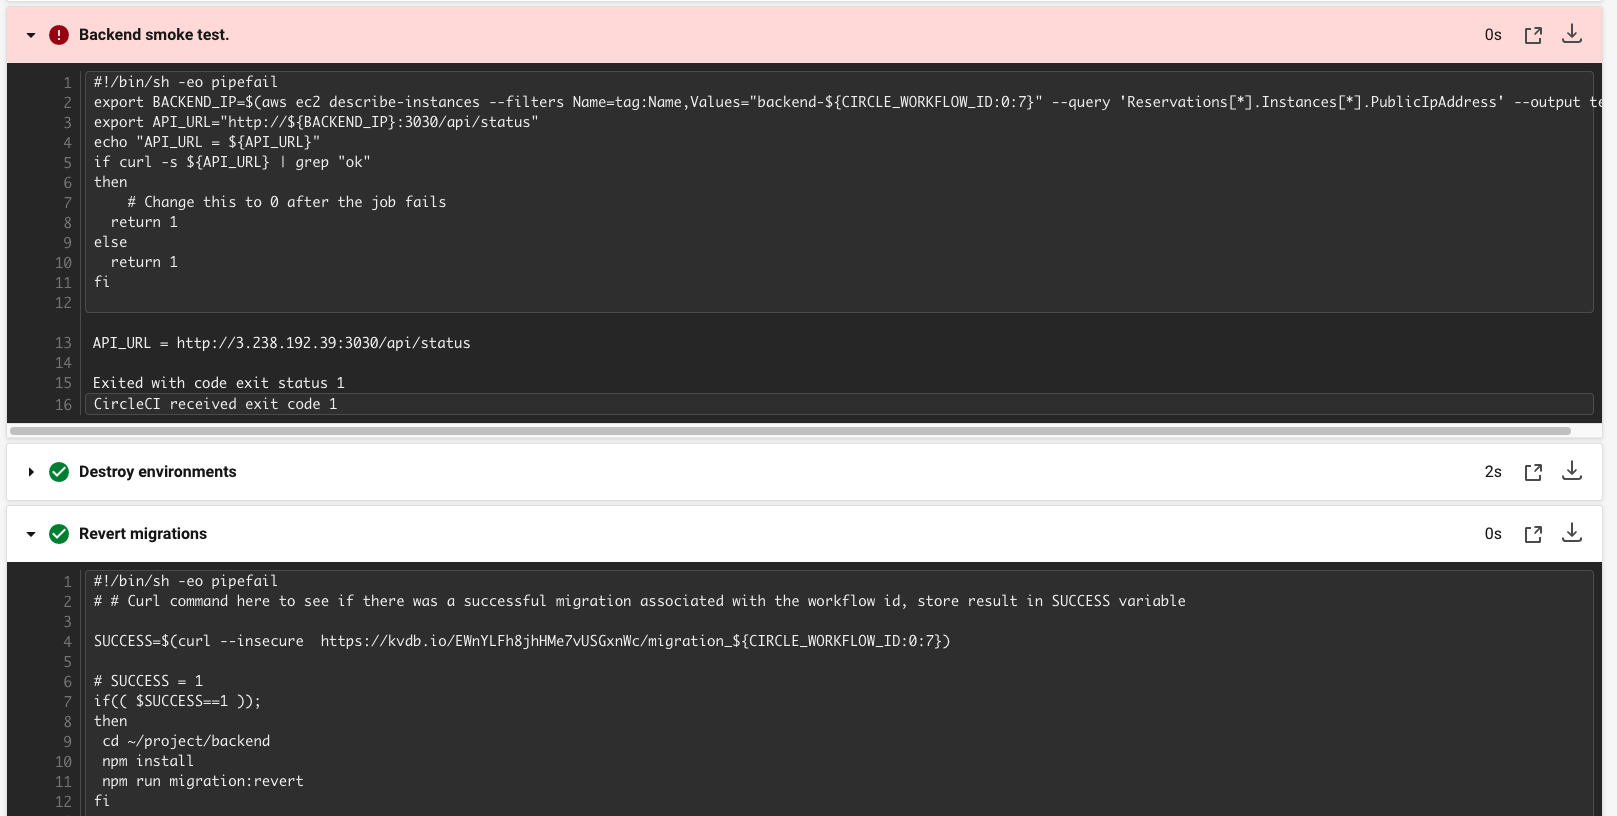 Backend smoke test.
0s
1 #!/bin/sh -eo pipefail
2 export BACKEND_IP=$(aws ec2 describe-instances --filters Name=tag:Name,Values="backend-${CIRCLE_WORKFLOW_ID:0:7}" --query 'Reservations[*].Instances[*].PublicIpAddress' --output te
3 export API_URL="http://${BACKEND_IP}:3030/api/status"
4 echo "API_URL = ${API_URL}"
5 if curl -s ${API_URL} | grep "ok"
6 then
7     # Change this to 0 after the job fails
8   return 1
9 else
10   return 1
11 fi
12
13 API_URL = http://3.238.192.39:3030/api/status
14
15 Exited with code exit status 1
16 CircleCI received exit code 1
Destroy environments
2s
Revert migrations
0s
1 #!/bin/sh -eo pipefail
2 # # Curl command here to see if there was a successful migration associated with the workflow id, store result in SUCCESS variable
3
4 SUCCESS=$(curl --insecure  https://kvdb.io/EWnYLFh8jhHMe7vUSGxnWc/migration_${CIRCLE_WORKFLOW_ID:0:7})
5
6 # SUCCESS = 1
7 if(( $SUCCESS==1 ));
8 then
9  cd ~/project/backend
10  npm install
11  npm run migration:revert
12 fi